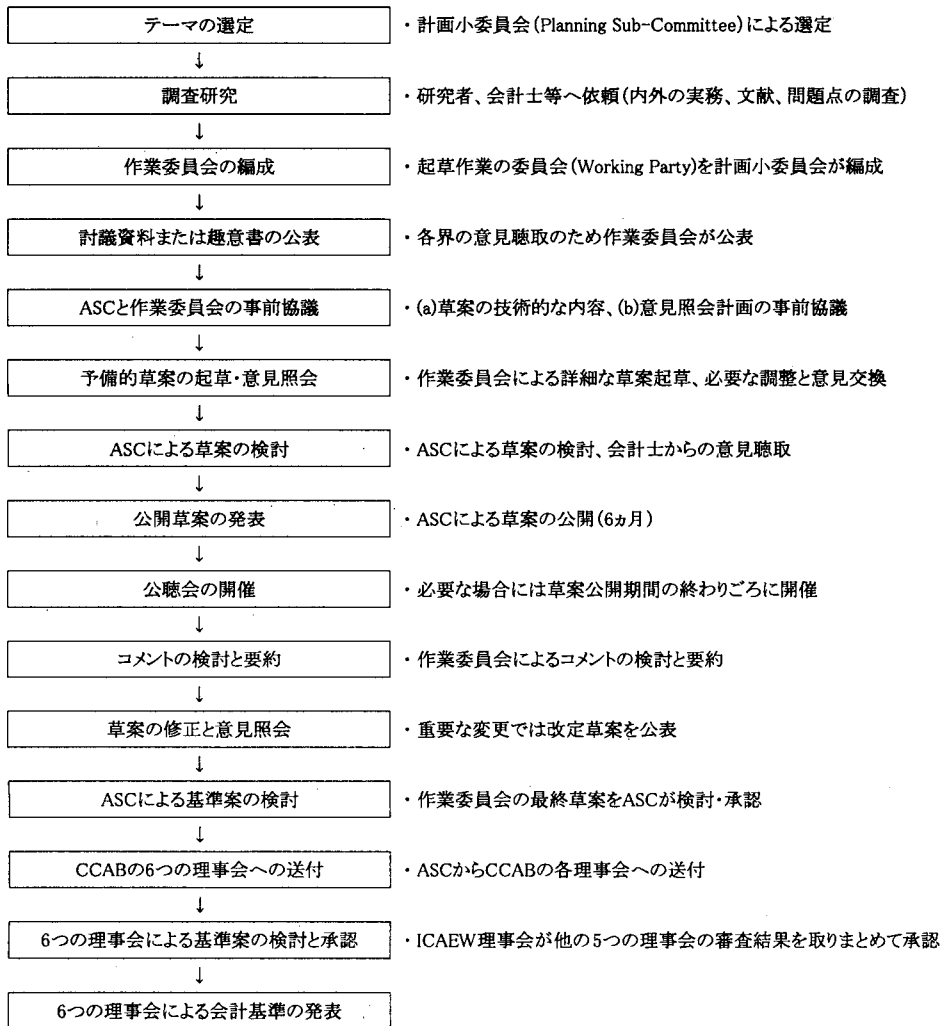 テーマの選定 ・計画小委員会(Planning Sub-Committee)による選定
↓
調査研究 ・研究者、会計士等へ依頼(内外の実務、文献、問題点の調査)
↓
作業委員会の編成 ・起草作業の委員会(Working Party)を計画小委員会が編成
↓
討議資料または趣意書の公表 ・各界の意見聴取のため作業委員会が公表
↓
ASCと作業委員会の事前協議 ・(a)草案の技術的な内容、(b)意見照会計画の事前協議
↓
予備的草案の起草・意見照会 ・作業委員会による詳細な草案起草、必要な調整と意見交換
↓
ASCによる草案の検討 ・ASCによる草案の検討、会計士からの意見聴取
↓
公開草案の発表 ・ASCによる草案の公開(6ヵ月)
↓
公聴会の開催 ・必要な場合には草案公開期間の終わりごろに開催
↓
コメントの検討と要約 ・作業委員会によるコメントの検討と要約
↓
草案の修正と意見照会 ・重要な変更では改定草案を公表
↓
ASCによる基準案の検討 ・作業委員会の最終草案をASCが検討・承認
↓
CCABの6つの理事会への送付 ・ASCからCCABの各理事会への送付
↓
6つの理事会による基準案の検討と承認 ・ICAEW理事会が他の5つの理事会の審査結果を取りまとめて承認
↓
6つの理事会による会計基準の発表